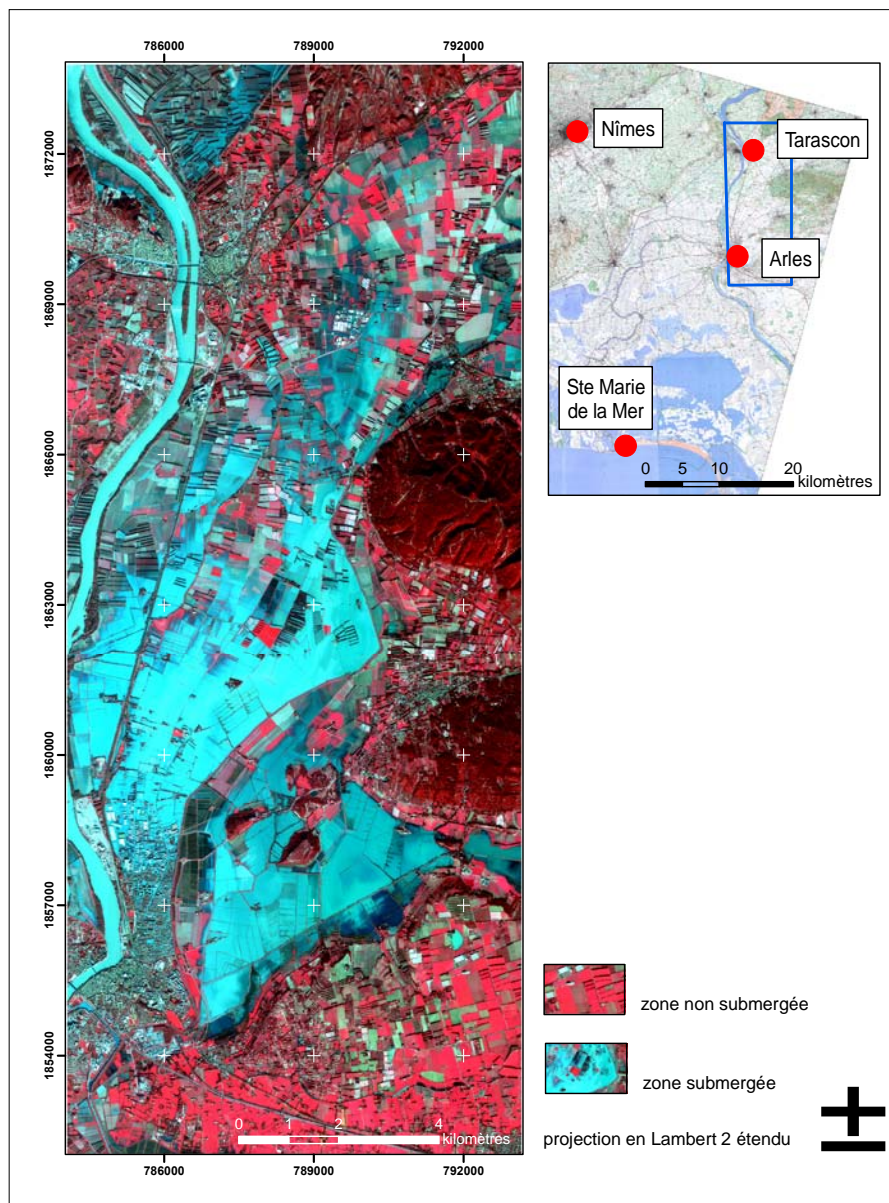 786000
789000
792000
1872000
1869000
1866000
1863000
1860000
1857000
1854000
0 2 4
kilomètres
786000
789000
792000
Nîmes
Tarascon
Arles
Ste Marie
de la Mer
0 5 10 20
kilomètres
zone non submergée
zone submergée
projection en Lambert 2 étendu